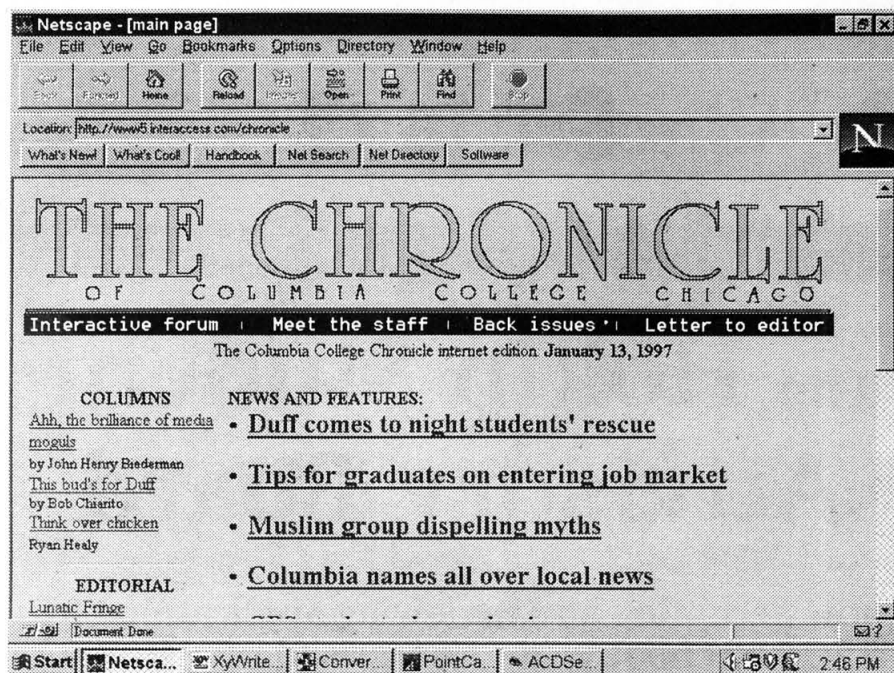 Netscape - [main page]
File Edit View Go Bookmarks Options Directory Window Help
Back Forward Home Reload Images Open Print Find Stop
Location: http://www5.interaccess.com/chronicle
What's New! What's Cool! Handbook Net Search Net Directory Software
N
THE CHRONICLE
OF COLUMBIA COLLEGE CHICAGO
Interactive forum | Meet the staff | Back issues | Letter to editor
The Columbia College Chronicle internet edition: January 13, 1997
COLUMNS
Ahh, the brilliance of media
moguls
by John Henry Biederman
This bud's for Duff
by Bob Chiarito
Think over chicken
Ryan Healy
EDITORIAL
Lunatic Fringe
NEWS AND FEATURES:
• Duff comes to night students' rescue
• Tips for graduates on entering job market
• Muslim group dispelling myths
• Columbia names all over local news
Document Done
Start Netsca... XyWrite... Conver... PointCa... ACDSe... 2:46 PM